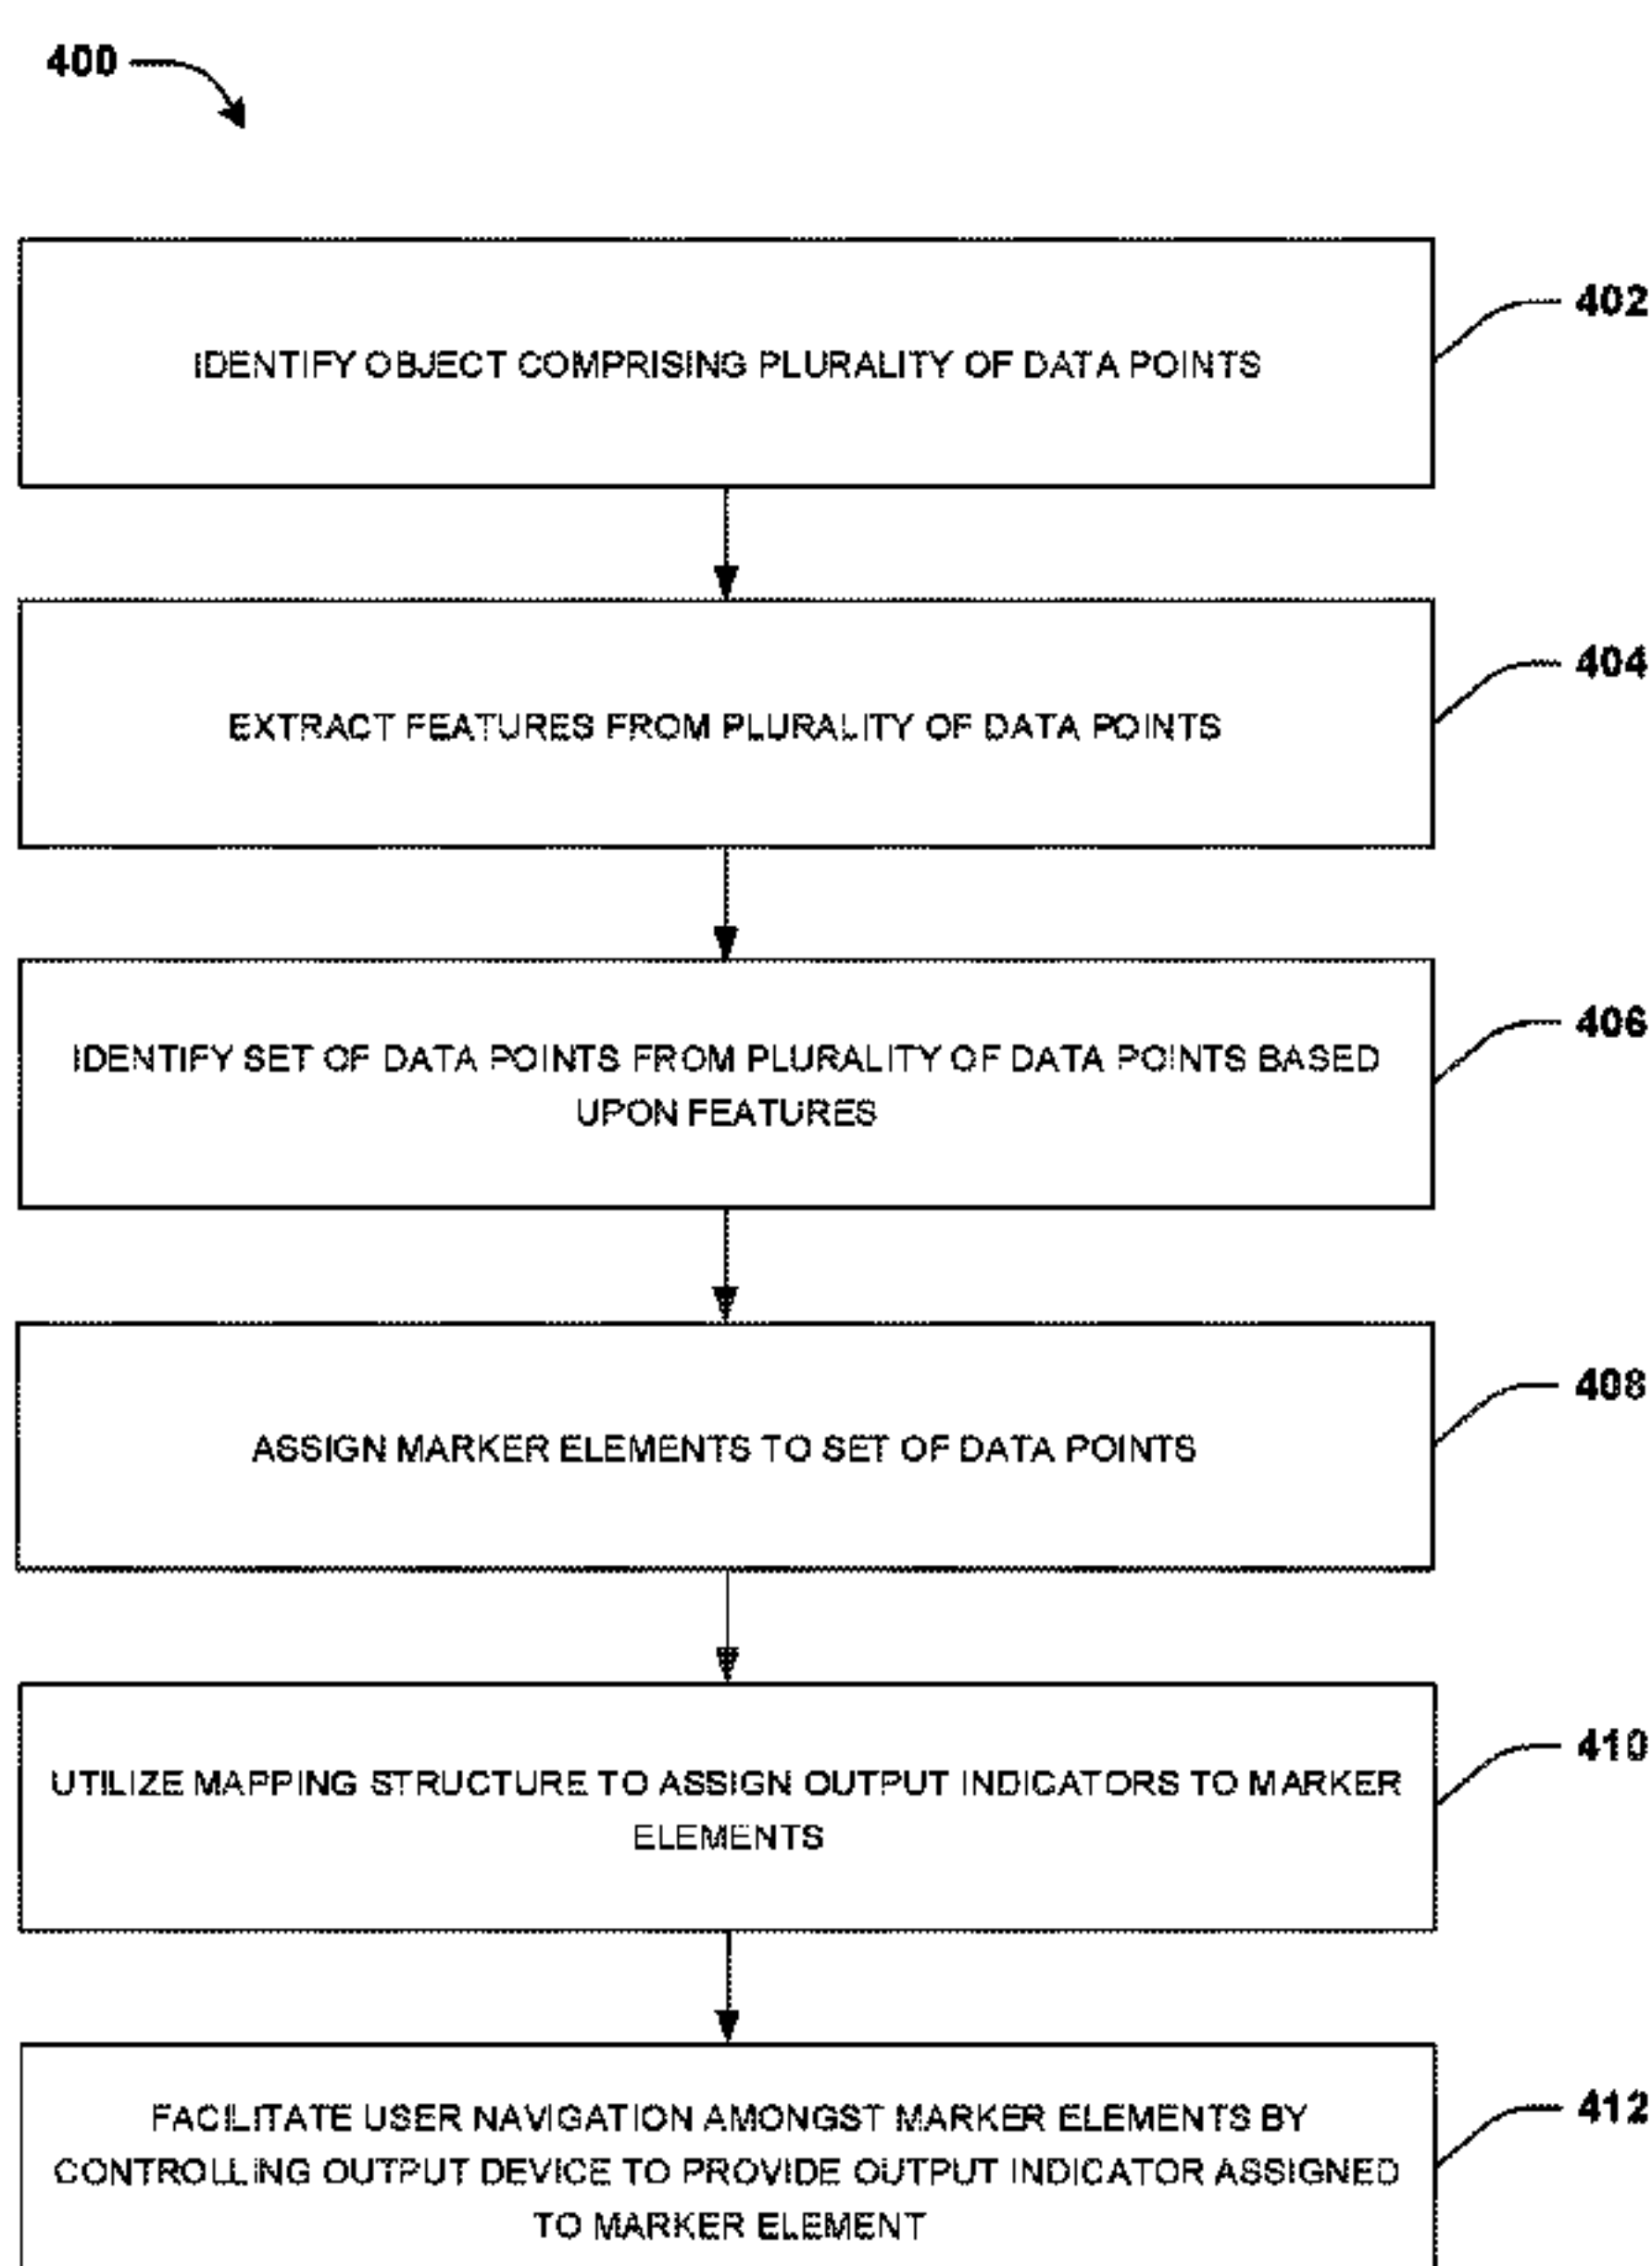 400
IDENTIFY OBJECT COMPRISING PLURALITY OF DATA POINTS
402
EXTRACT FEATURES FROM PLURALITY OF DATA POINTS
404
IDENTIFY SET OF DATA POINTS FROM PLURALITY OF DATA POINTS BASED
UPON FEATURES
406
ASSIGN MARKER ELEMENTS TO SET OF DATA POINTS
408
UTILIZE MAPPING STRUCTURE TO ASSIGN OUTPUT INDICATORS TO MARKER
ELEMENTS
410
FACILITATE USER NAVIGATION AMONGST MARKER ELEMENTS BY
CONTROLLING OUTPUT DEVICE TO PROVIDE OUTPUT INDICATOR ASSIGNED
TO MARKER ELEMENT
412